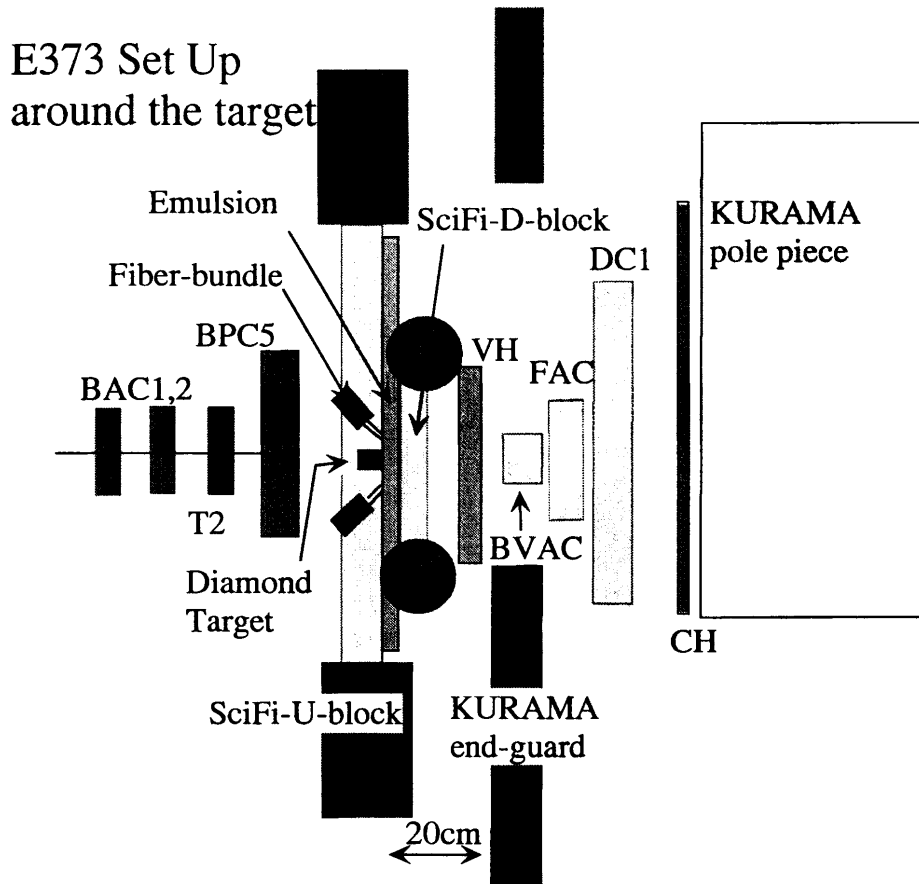 E373 Set Up
around the target
Emulsion
SciFi-D-block
KURAMA
pole piece
Fiber-bundle
DC1
BPC5
VH
FAC
BAC1,2
T2
BVAC
Diamond
Target
CH
SciFi-U-block
KURAMA
end-guard
20cm